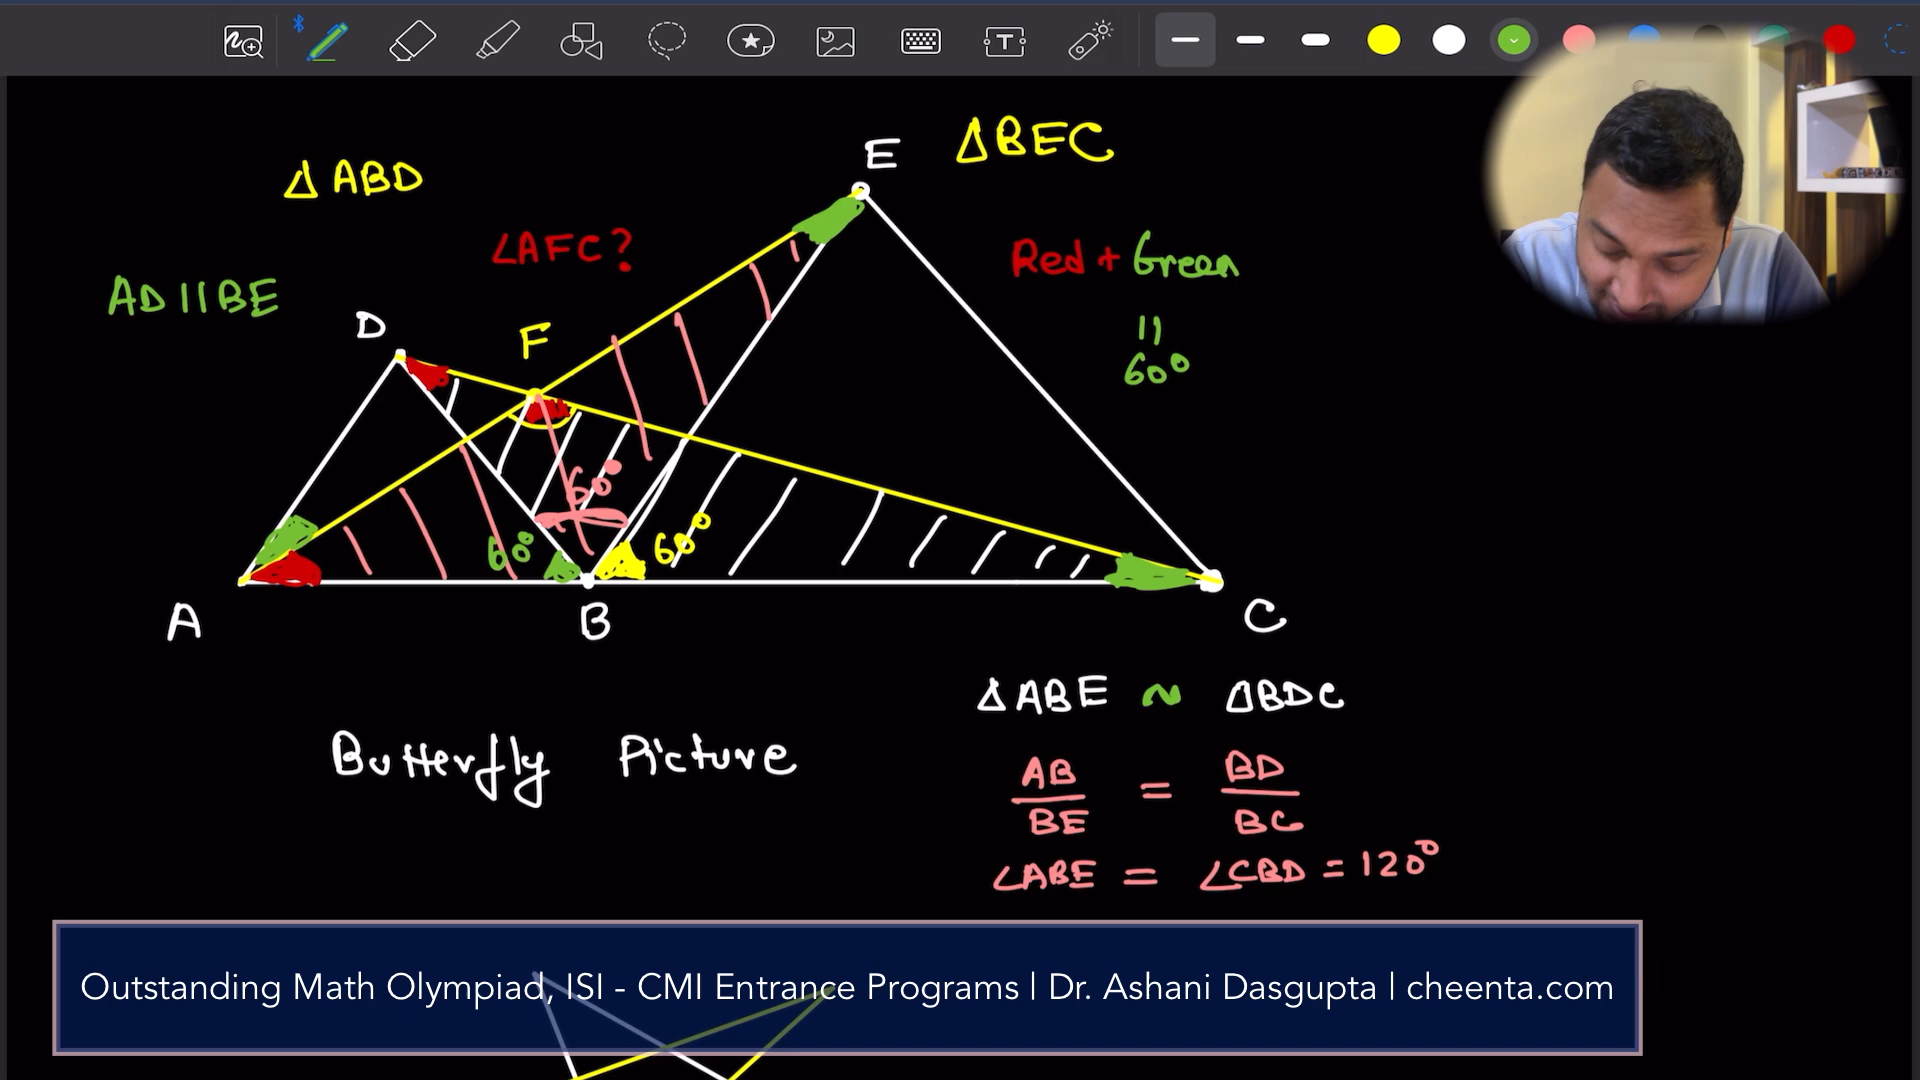 E
ΔBEC
ΔABD
∠AFC?
Red + Green
AD || BE
D
F
=
60°
60°
60°
60°
A
B
C
ΔABE ~ ΔBDC
AB/BE = BD/BC
∠ABE = ∠CBD = 120°
Butterfly Picture
Outstanding Math Olympiad, ISI - CMI Entrance Programs | Dr. Ashani Dasgupta | cheenta.com